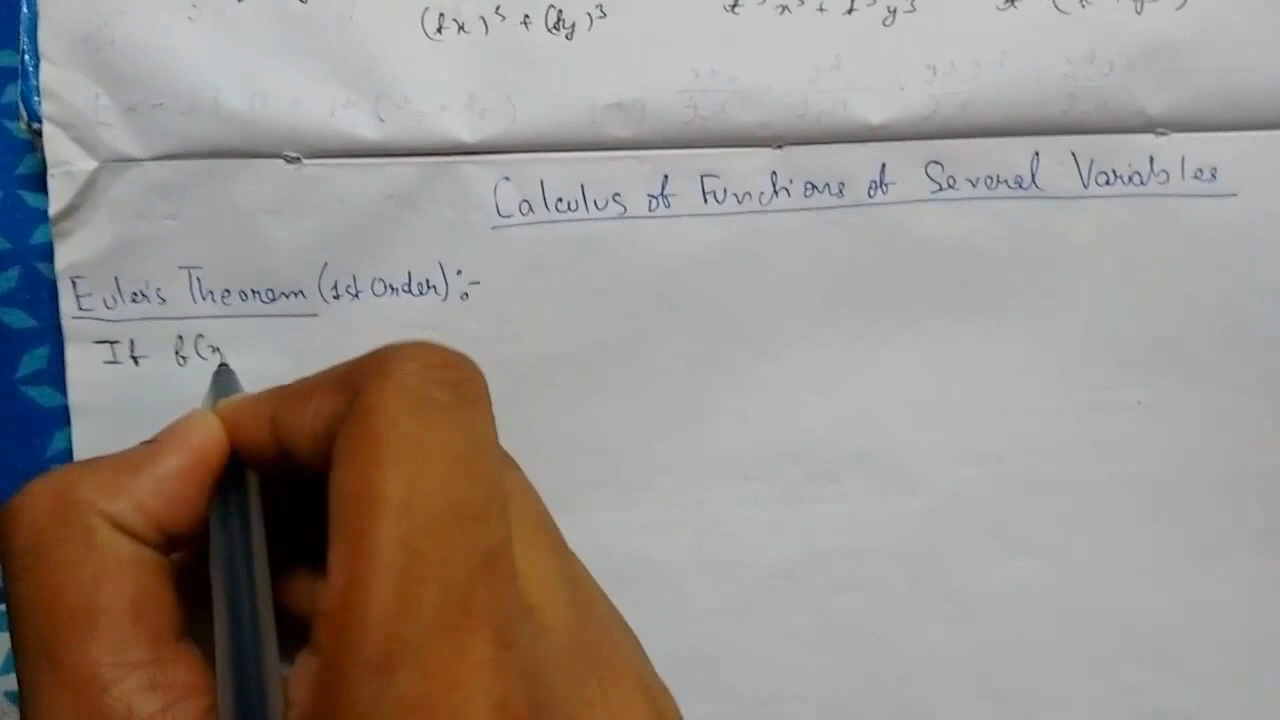 (tx)³ + (ty)³
Calculus of Functions of Several Variables
Euler's Theorem (1st Order) :-
If f(x